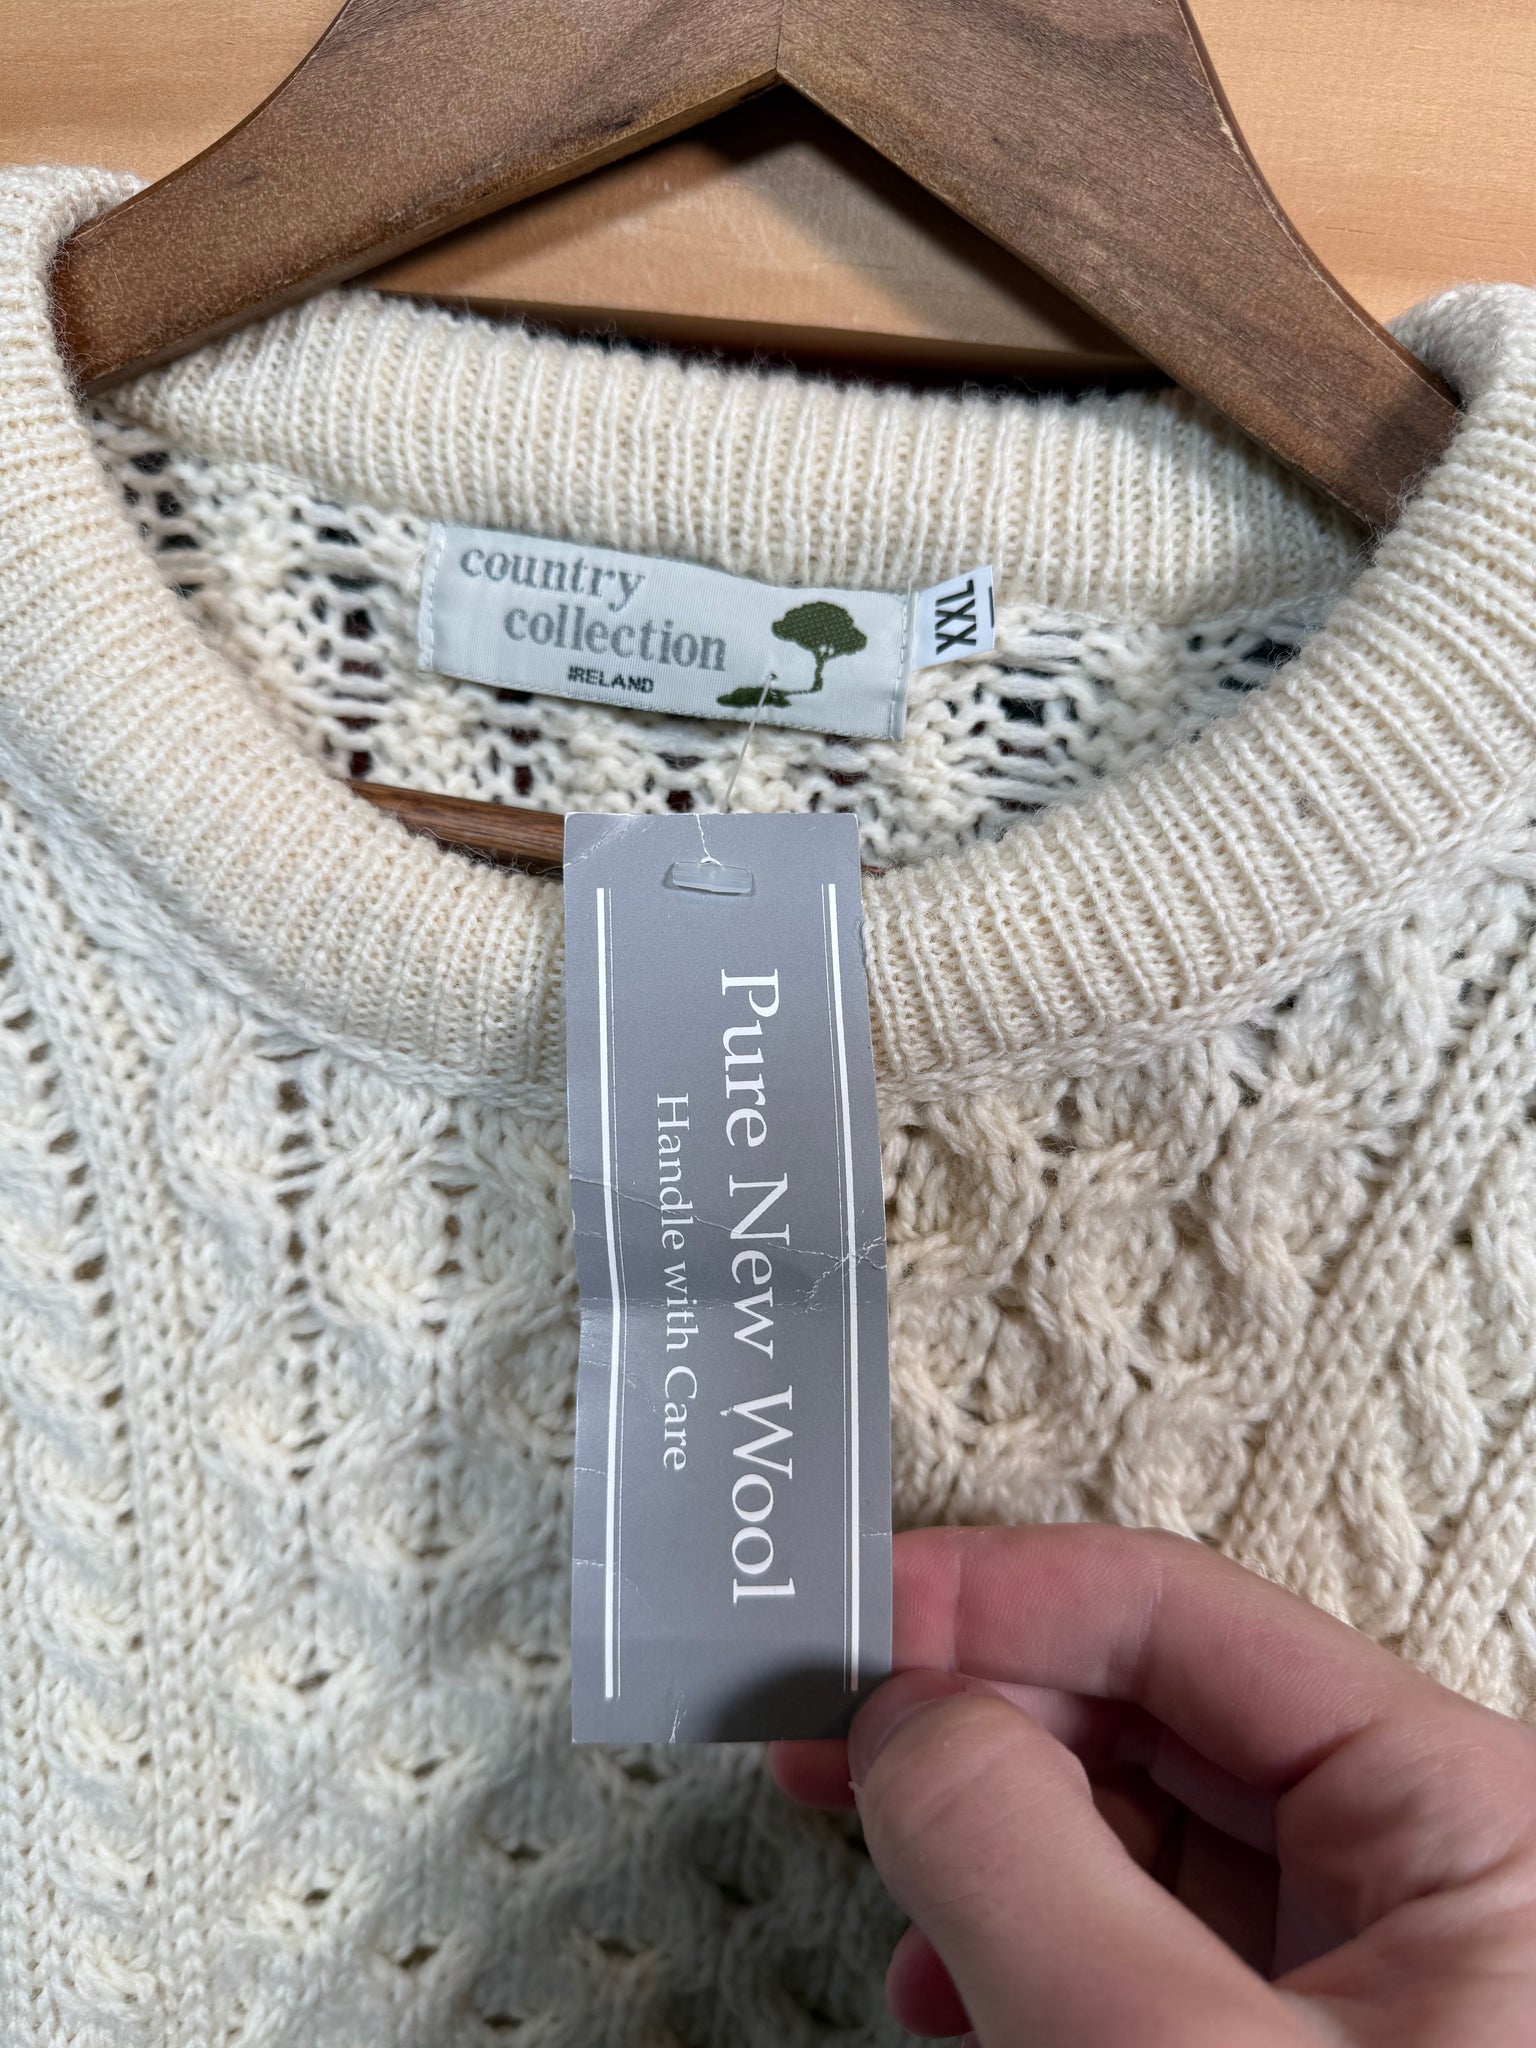 country
collection
IRELAND
XXL
Pure New Wool
Handle with Care